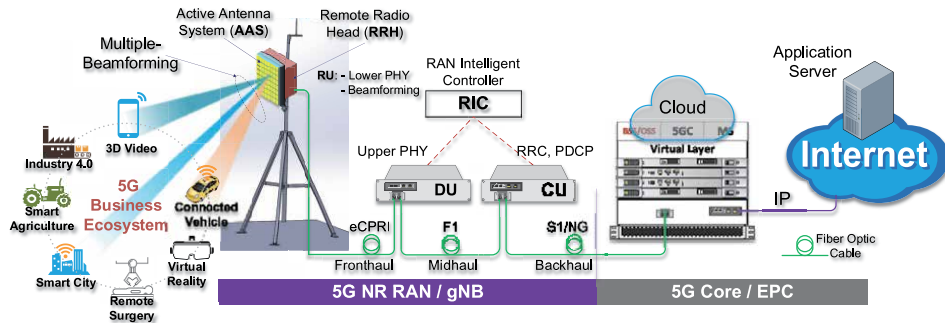 Active Antenna
System (AAS)
Remote Radio
Head (RRH)
Multiple-
Beamforming
RU: - Lower PHY
- Beamforming
RAN Intelligent
Controller
RIC
Application
Server
Cloud
BSS/OSS 5GC
Virtual Layer
Internet
Industry 4.0
3D Video
5G
Business
Ecosystem
Smart
Agriculture
Connected
Vehicle
Smart City
Remote
Surgery
Virtual
Reality
Upper PHY
RRC, PDCP
DU
CU
eCPRI
F1
S1/NG
IP
Fronthaul
Midhaul
Backhaul
Fiber Optic
Cable
5G NR RAN / gNB
5G Core / EPC